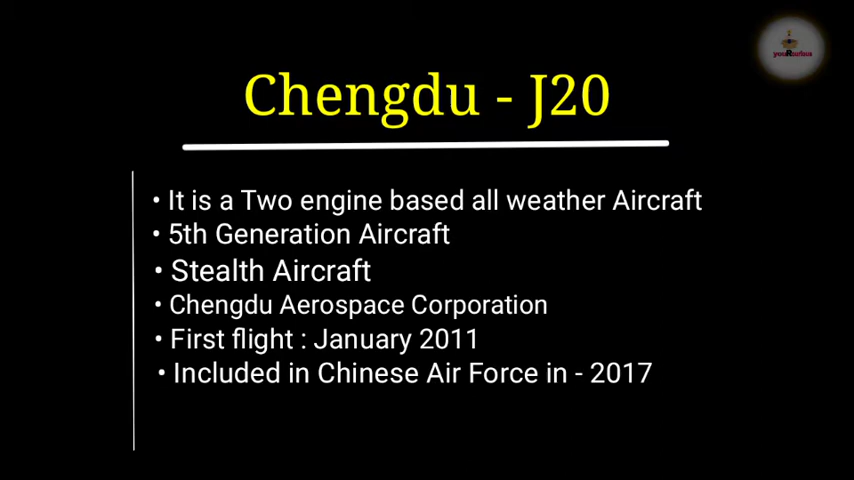 Chengdu - J20
• It is a Two engine based all weather Aircraft
• 5th Generation Aircraft
• Stealth Aircraft
• Chengdu Aerospace Corporation
• First flight : January 2011
• Included in Chinese Air Force in - 2017